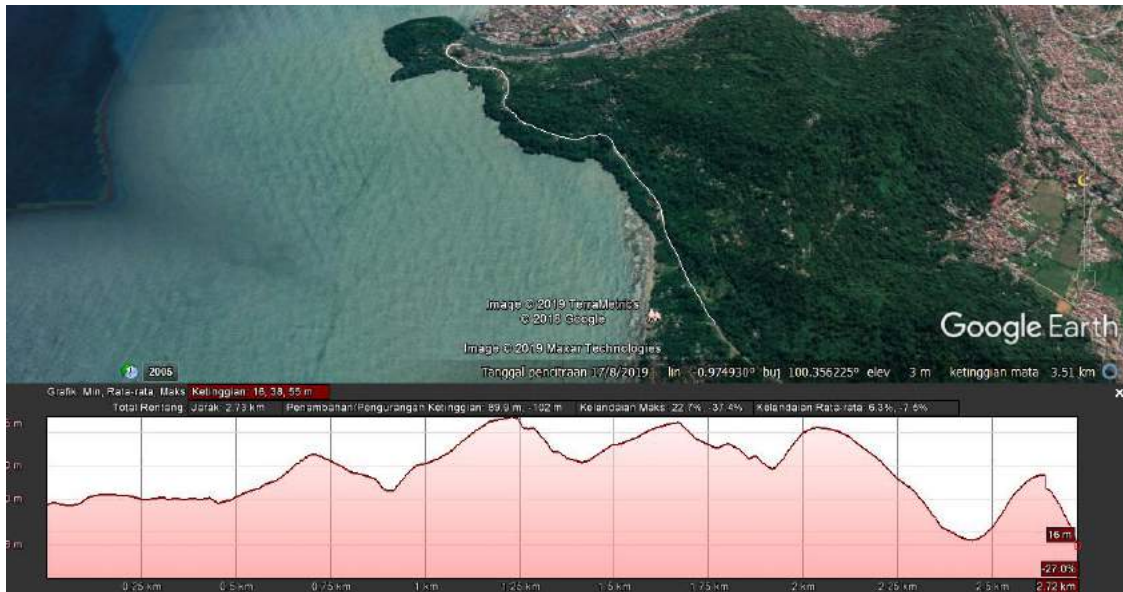 Image © 2019 TerraMetrics
© 2018 Google
Image © 2019 Maxar Technologies
Google Earth
2005
Tanggal pencitraan 17/8/2019 lin -0.974930° buj 100.356225° elev 3 m ketinggian mata 3.51 km
Grafik: Min, Rata-rata, Maks Ketinggian: 16, 38, 55 m
Total Rentang: Jarak: 2.73 km Penambahan/Pengurangan Ketinggian: 89.9 m, -102 m Kelandaian Maks: 22.7%, -37.4% Kelandaian Rata-rata: 6.3%, -7.6%
16 m
-27.0%
0.25 km 0.5 km 0.75 km 1 km 1.25 km 1.5 km 1.75 km 2 km 2.25 km 2.5 km 2.72 km